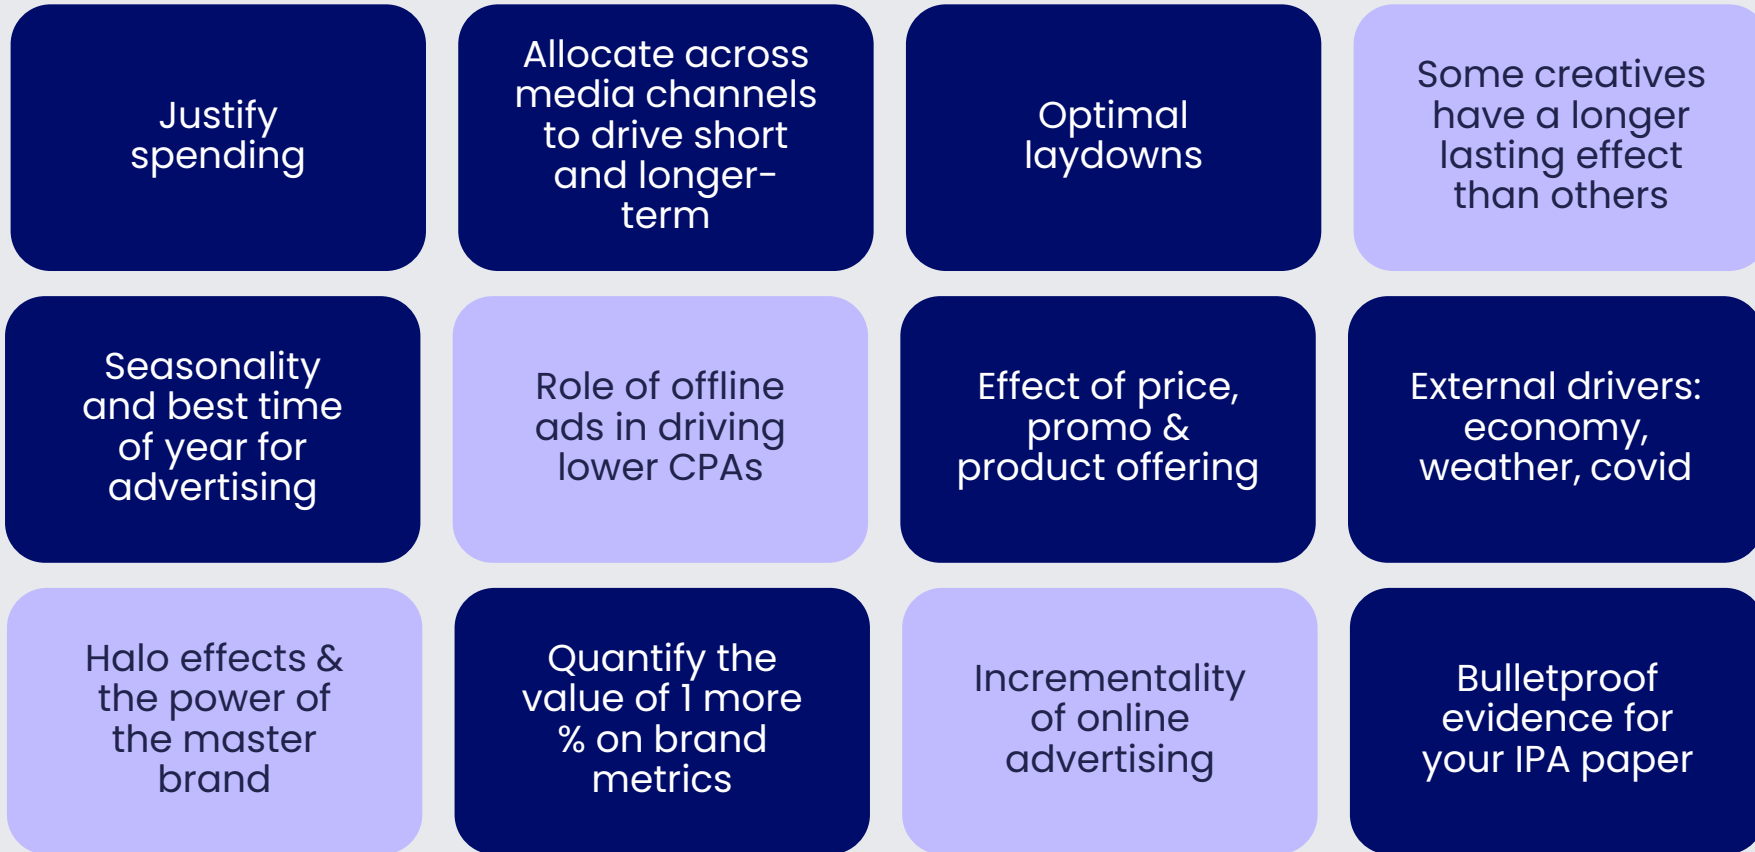 Justify
spending
Allocate across
media channels
to drive short
and longer-
term
Optimal
laydowns
Some creatives
have a longer
lasting effect
than others
Seasonality
and best time
of year for
advertising
Role of offline
ads in driving
lower CPAs
Effect of price,
promo &
product offering
External drivers:
economy,
weather, covid
Halo effects &
the power of
the master
brand
Quantify the
value of 1 more
% on brand
metrics
Incrementality
of online
advertising
Bulletproof
evidence for
your IPA paper